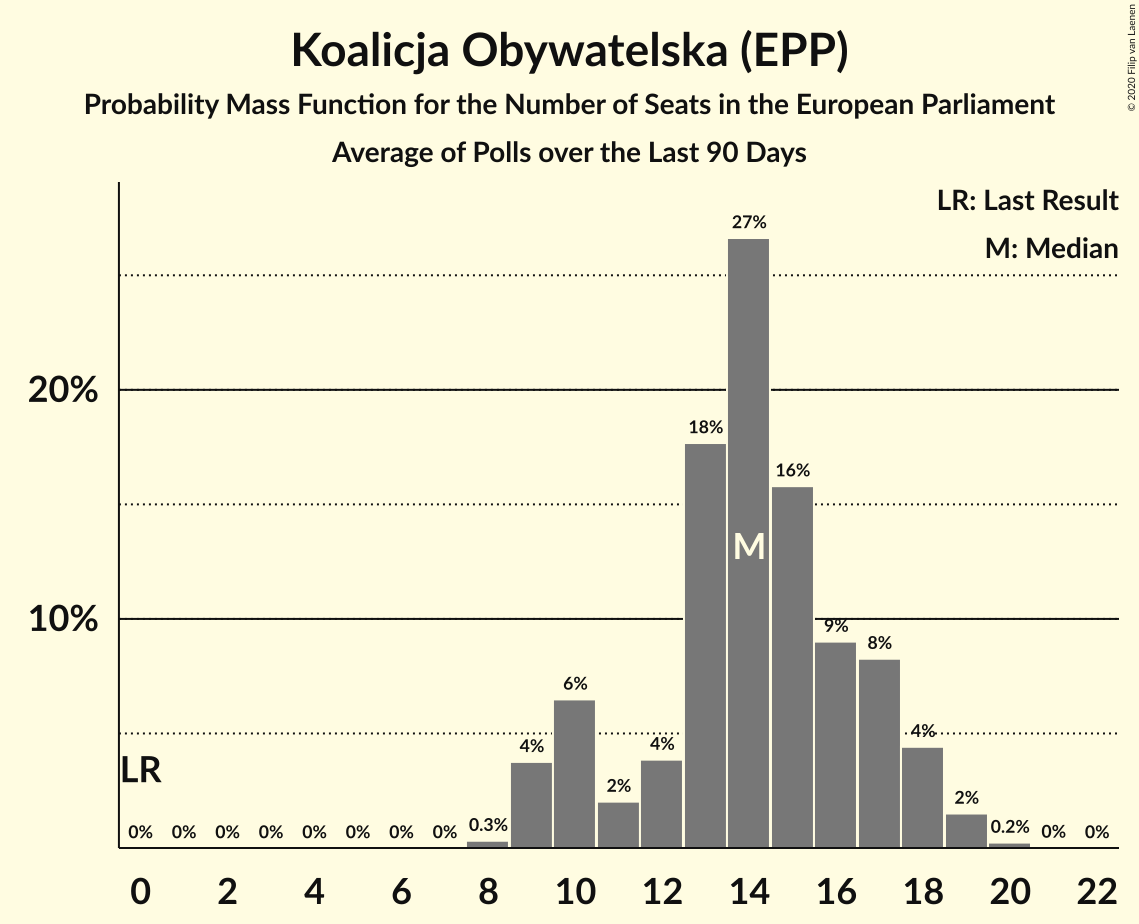 Koalicja Obywatelska (EPP)
Probability Mass Function for the Number of Seats in the European Parliament
Average of Polls over the Last 90 Days
© 2020 Filip van Laenen
LR: Last Result
M: Median
27%
20%
18%
16%
M
10%
9%
8%
6%
4%
4%
4%
LR
2%
2%
0% 0% 0% 0% 0% 0% 0% 0% 0.3% 0.2% 0% 0%
0 2 4 6 8 10 12 14 16 18 20 22